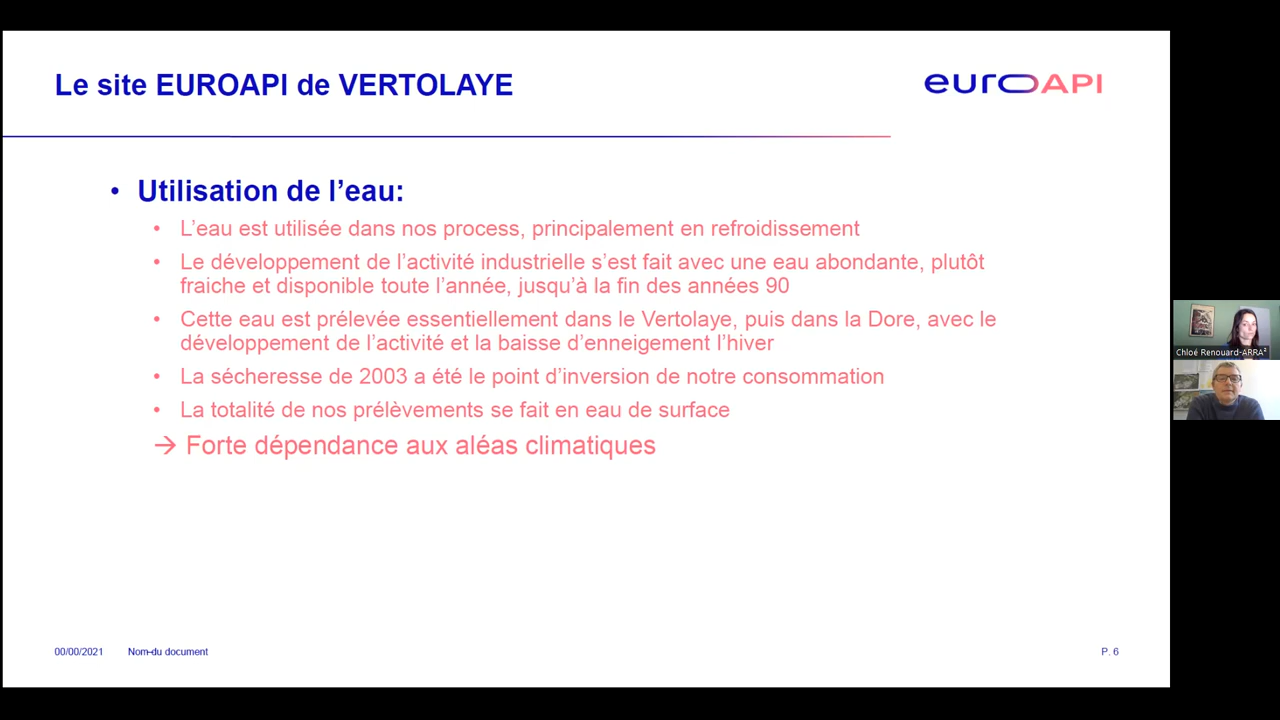 Le site EUROAPI de VERTOLAYE
euroAPI
• Utilisation de l’eau:
• L’eau est utilisée dans nos process, principalement en refroidissement
• Le développement de l’activité industrielle s’est fait avec une eau abondante, plutôt
fraiche et disponible toute l’année, jusqu’à la fin des années 90
• Cette eau est prélevée essentiellement dans le Vertolaye, puis dans la Dore, avec le
développement de l’activité et la baisse d’enneigement l’hiver
• La sécheresse de 2003 a été le point d’inversion de notre consommation
• La totalité de nos prélèvements se fait en eau de surface
→ Forte dépendance aux aléas climatiques
Chloé Renouard-ARRA²
00/00/2021 Nom du document P. 6